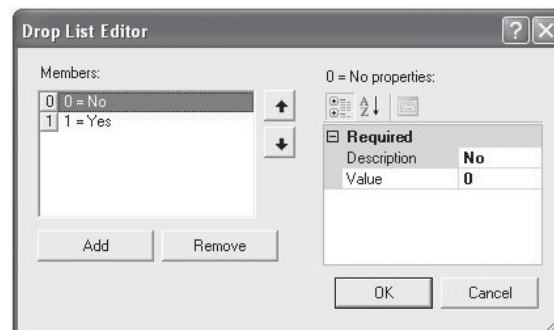 Drop List Editor
Members:
0 0 = No
1 1 = Yes
Add Remove
0 = No properties:
Required
Description No
Value 0
OK Cancel